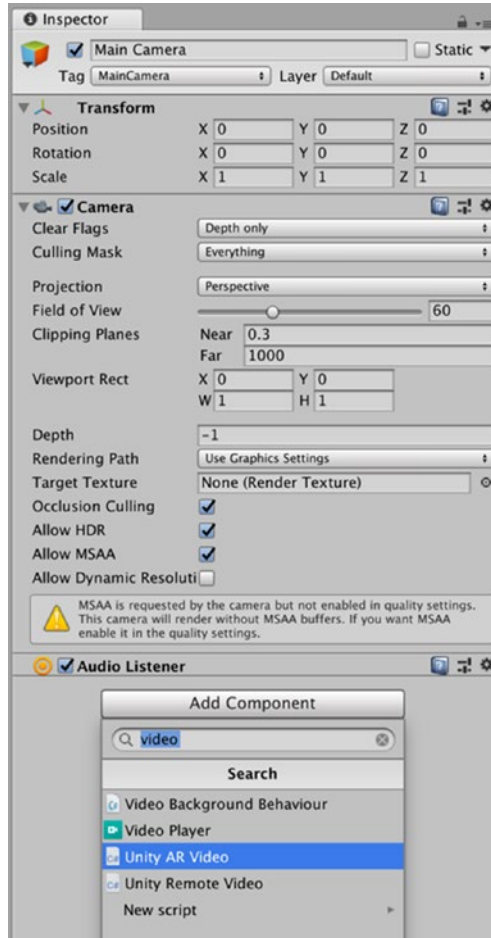 Inspector
Main Camera Static
Tag MainCamera Layer Default
Transform
Position X 0 Y 0 Z 0
Rotation X 0 Y 0 Z 0
Scale X 1 Y 1 Z 1
Camera
Clear Flags Depth only
Culling Mask Everything
Projection Perspective
Field of View 60
Clipping Planes Near 0.3
Far 1000
Viewport Rect X 0 Y 0
W 1 H 1
Depth -1
Rendering Path Use Graphics Settings
Target Texture None (Render Texture)
Occlusion Culling
Allow HDR
Allow MSAA
Allow Dynamic Resoluti
MSAA is requested by the camera but not enabled in quality settings.
This camera will render without MSAA buffers. If you want MSAA
enable it in the quality settings.
Audio Listener
Add Component
video
Search
Video Background Behaviour
Video Player
Unity AR Video
Unity Remote Video
New script